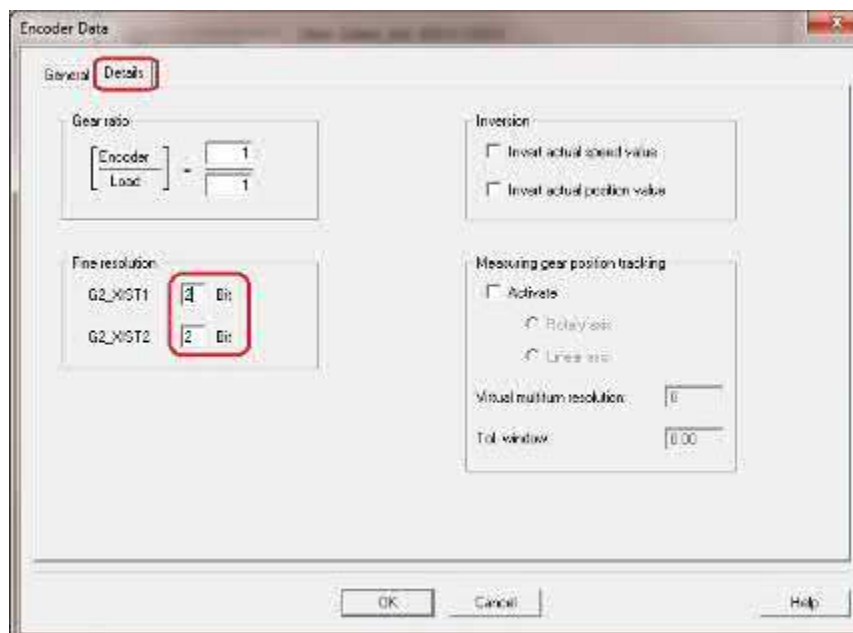 Encoder Data
General Details
Gear ratio
Encoder
Load
=
1
1
Inversion
Invert actual speed value
Invert actual position value
Fine resolution
G2_XIST1 2 Bit
G2_XIST2 2 Bit
Measuring gear position tracking
Activate
Rotary axis
Linear axis
Virtual multiturn resolution: 0
Tol. window: 0.00
OK Cancel Help